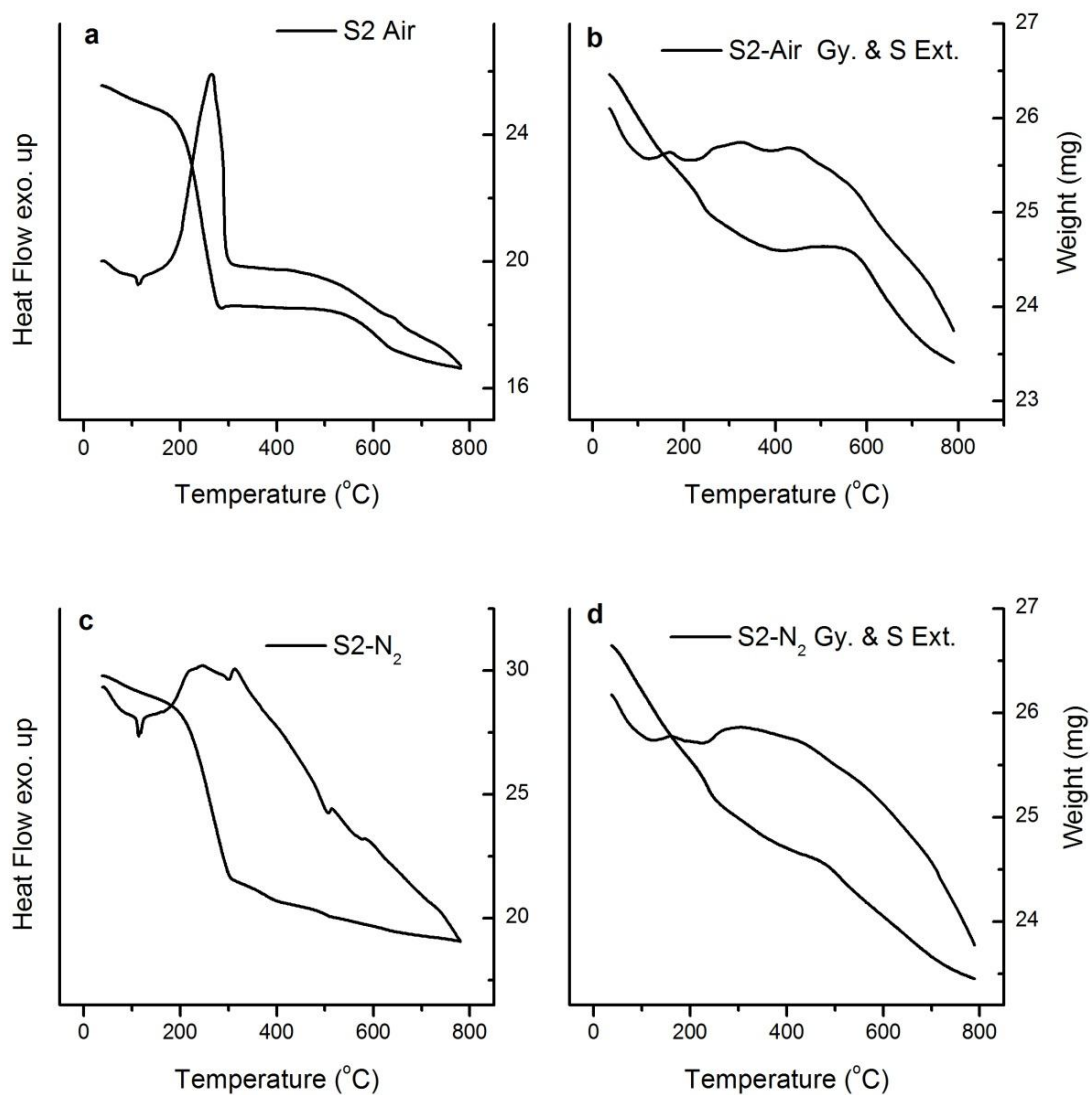 a
S2 Air
Heat Flow exo. up
24
20
16
0 200 400 600 800
Temperature (°C)
b
S2-Air Gy. & S Ext.
27
26
25
24
23
Weight (mg)
0 200 400 600 800
Temperature (°C)
c
S2-N₂
Heat Flow exo. up
30
25
20
0 200 400 600 800
Temperature (°C)
d
S2-N₂ Gy. & S Ext.
27
26
25
24
Weight (mg)
0 200 400 600 800
Temperature (°C)